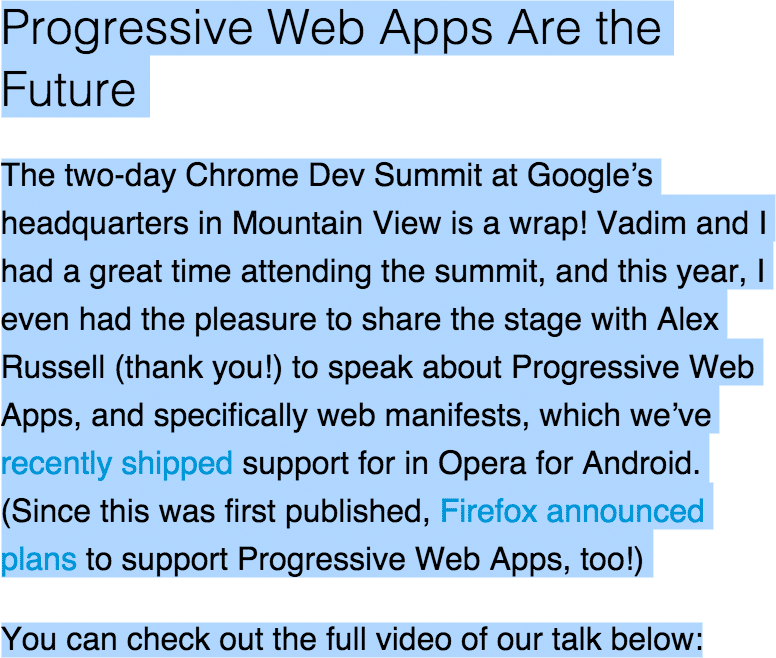 Progressive Web Apps Are the
Future
The two-day Chrome Dev Summit at Google’s
headquarters in Mountain View is a wrap! Vadim and I
had a great time attending the summit, and this year, I
even had the pleasure to share the stage with Alex
Russell (thank you!) to speak about Progressive Web
Apps, and specifically web manifests, which we’ve
recently shipped support for in Opera for Android.
(Since this was first published, Firefox announced
plans to support Progressive Web Apps, too!)
You can check out the full video of our talk below: